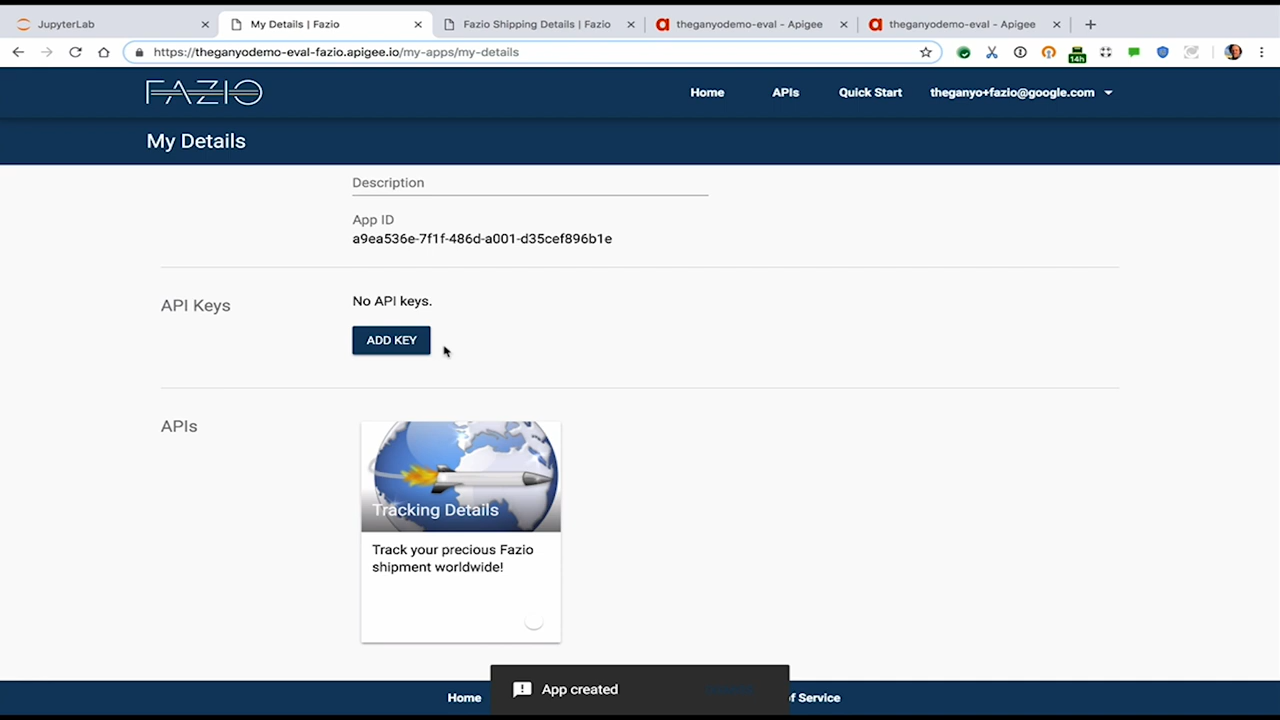 JupyterLab
My Details | Fazio
Fazio Shipping Details | Fazio
theganyodemo-eval - Apigee
theganyodemo-eval - Apigee
https://theganyodemo-eval-fazio.apigee.io/my-apps/my-details
14h
FAZIO
Home
APIs
Quick Start
theganyo+fazio@google.com
My Details
Description
App ID
a9ea536e-7f1f-486d-a001-d35cef896b1e
API Keys
No API keys.
ADD KEY
APIs
Tracking Details
Track your precious Fazio
shipment worldwide!
App created
Home
of Service